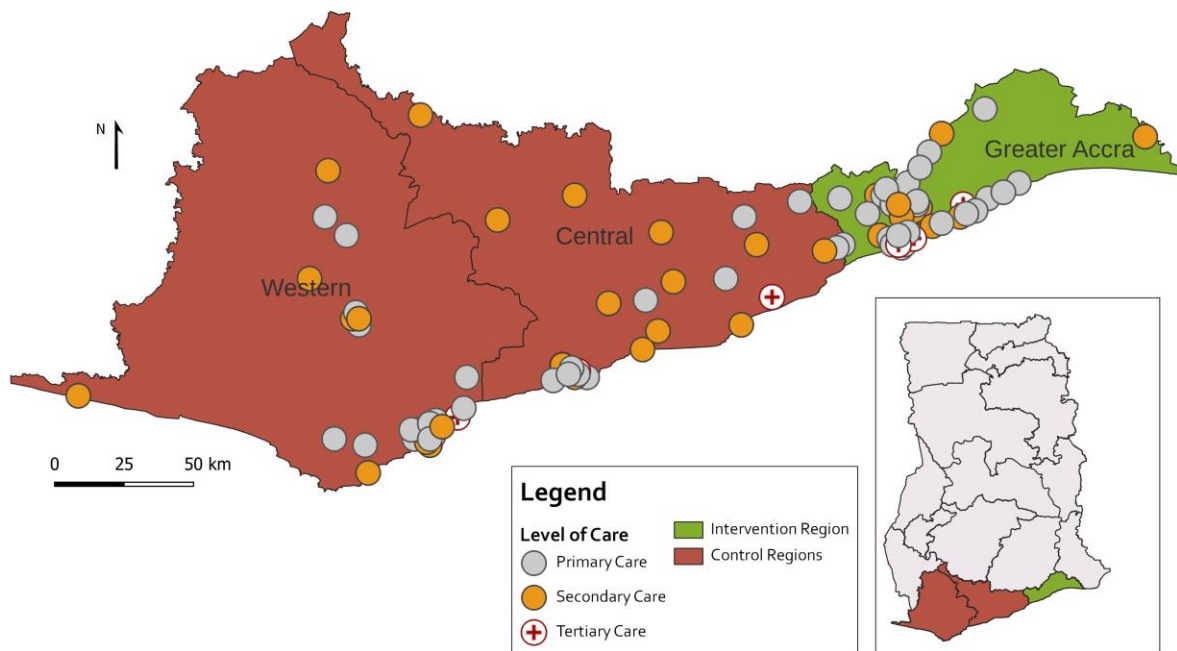 N
Greater Accra
Central
Western
0 25 50 km
Legend
Level of Care
Primary Care
Secondary Care
Tertiary Care
Intervention Region
Control Regions